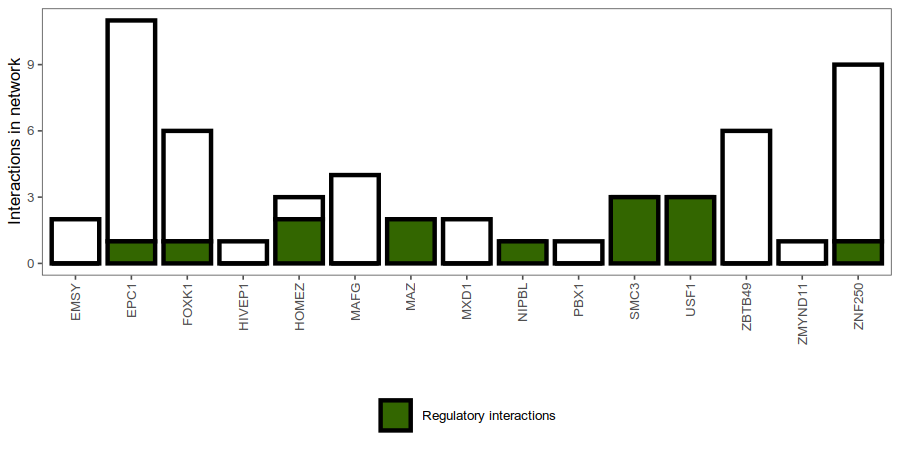 Interactions in network
9
6
3
0
EMSY
EPC1
FOXK1
HIVEP1
HOMEZ
MAFG
MAZ
MXD1
NIPBL
PBX1
SMC3
USF1
ZBTB49
ZMYND11
ZNF250
Regulatory interactions